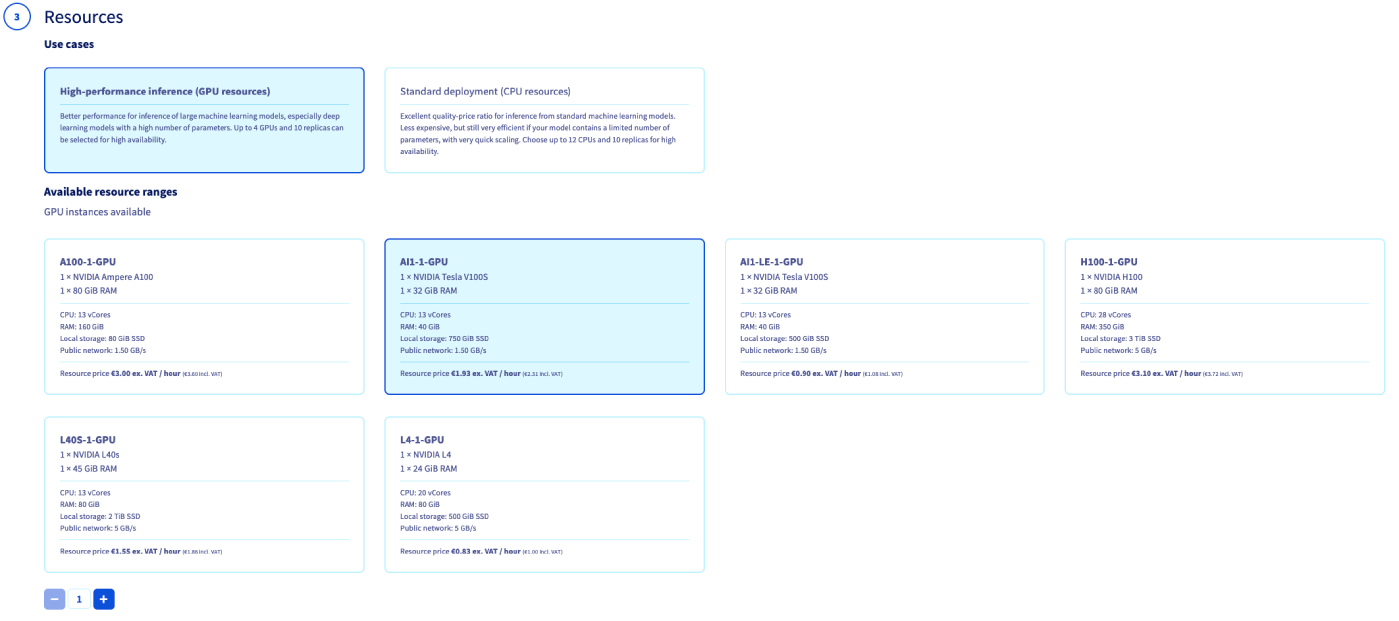 3
Resources
Use cases
High-performance inference (GPU resources)
Better performance for inference of large machine learning models, especially deep
learning models with a high number of parameters. Up to 4 GPUs and 10 replicas can
be selected for high availability.
Standard deployment (CPU resources)
Excellent quality-price ratio for inference from standard machine learning models.
Less expensive, but still very efficient if your model contains a limited number of
parameters, with very quick scaling. Choose up to 12 CPUs and 10 replicas for high
availability.
Available resource ranges
GPU instances available
A100-1-GPU
1 × NVIDIA Ampere A100
1 × 80 GiB RAM
CPU: 13 vCores
RAM: 160 GiB
Local storage: 80 GiB SSD
Public network: 1.50 GB/s
Resource price €3.00 ex. VAT / hour (€3.60 incl. VAT)
AI1-1-GPU
1 × NVIDIA Tesla V100S
1 × 32 GiB RAM
CPU: 13 vCores
RAM: 40 GiB
Local storage: 750 GiB SSD
Public network: 1.50 GB/s
Resource price €1.93 ex. VAT / hour (€2.31 incl. VAT)
AI1-LE-1-GPU
1 × NVIDIA Tesla V100S
1 × 32 GiB RAM
CPU: 13 vCores
RAM: 40 GiB
Local storage: 500 GiB SSD
Public network: 1.50 GB/s
Resource price €0.90 ex. VAT / hour (€1.08 incl. VAT)
H100-1-GPU
1 × NVIDIA H100
1 × 80 GiB RAM
CPU: 28 vCores
RAM: 350 GiB
Local storage: 3 TiB SSD
Public network: 5 GB/s
Resource price €3.10 ex. VAT / hour (€3.72 incl. VAT)
L40S-1-GPU
1 × NVIDIA L40s
1 × 45 GiB RAM
CPU: 13 vCores
RAM: 80 GiB
Local storage: 2 TiB SSD
Public network: 5 GB/s
Resource price €1.55 ex. VAT / hour (€1.86 incl. VAT)
L4-1-GPU
1 × NVIDIA L4
1 × 24 GiB RAM
CPU: 20 vCores
RAM: 80 GiB
Local storage: 500 GiB SSD
Public network: 5 GB/s
Resource price €0.83 ex. VAT / hour (€1.00 incl. VAT)
− 1 +